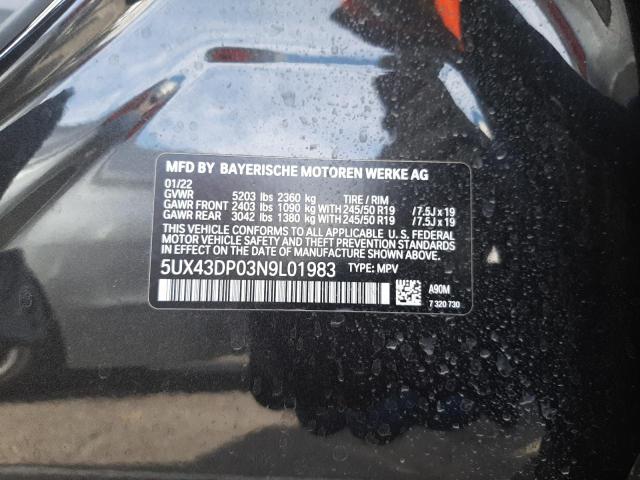 MFD BY BAYERISCHE MOTOREN WERKE AG
01/22
GVWR 5203 lbs 2360 kg TIRE / RIM
GAWR FRONT 2403 lbs 1090 kg WITH 245/50 R19 /7.5J x 19
GAWR REAR 3042 lbs 1380 kg WITH 245/50 R19 /7.5J x 19
THIS VEHICLE CONFORMS TO ALL APPLICABLE U.S. FEDERAL
MOTOR VEHICLE SAFETY, BUMPER AND THEFT PREVENTION
STANDARDS IN EFFECT ON THE DATE OF MANUFACTURE SHOWN
ABOVE.
5UX43DP03N9L01983 TYPE: MPV
A90M
7 320 730